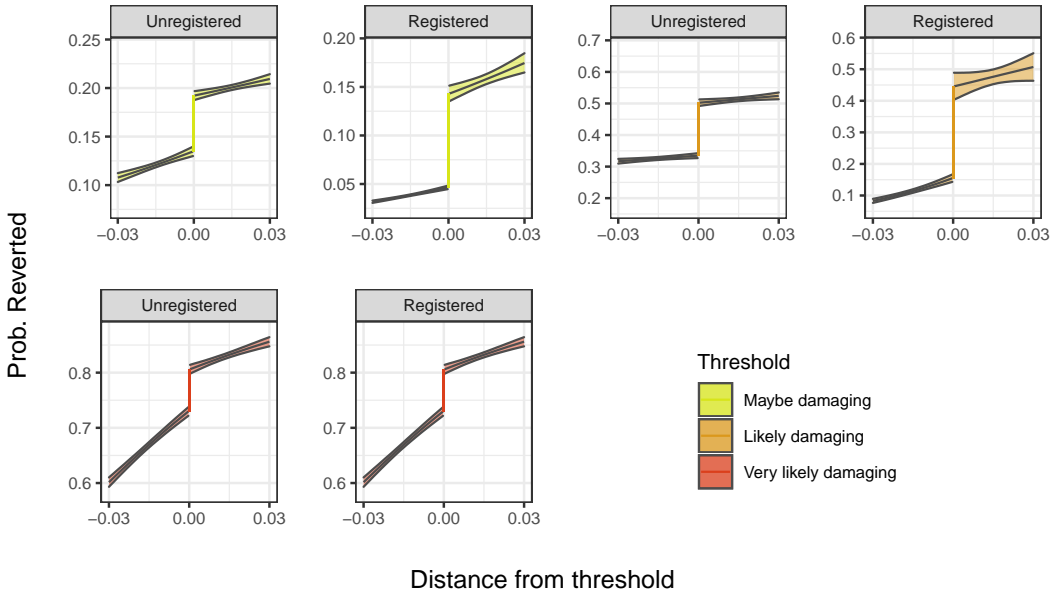 Unregistered
Registered
Unregistered
Registered
0.25
0.20
0.15
0.10
−0.03 0.00 0.03
0.20
0.15
0.10
0.05
−0.03 0.00 0.03
0.7
0.6
0.5
0.4
0.3
0.2
−0.03 0.00 0.03
0.6
0.5
0.4
0.3
0.2
0.1
−0.03 0.00 0.03
Prob. Reverted
Unregistered
Registered
0.8
0.7
0.6
−0.03 0.00 0.03
0.8
0.7
0.6
−0.03 0.00 0.03
Threshold
Maybe damaging
Likely damaging
Very likely damaging
Distance from threshold